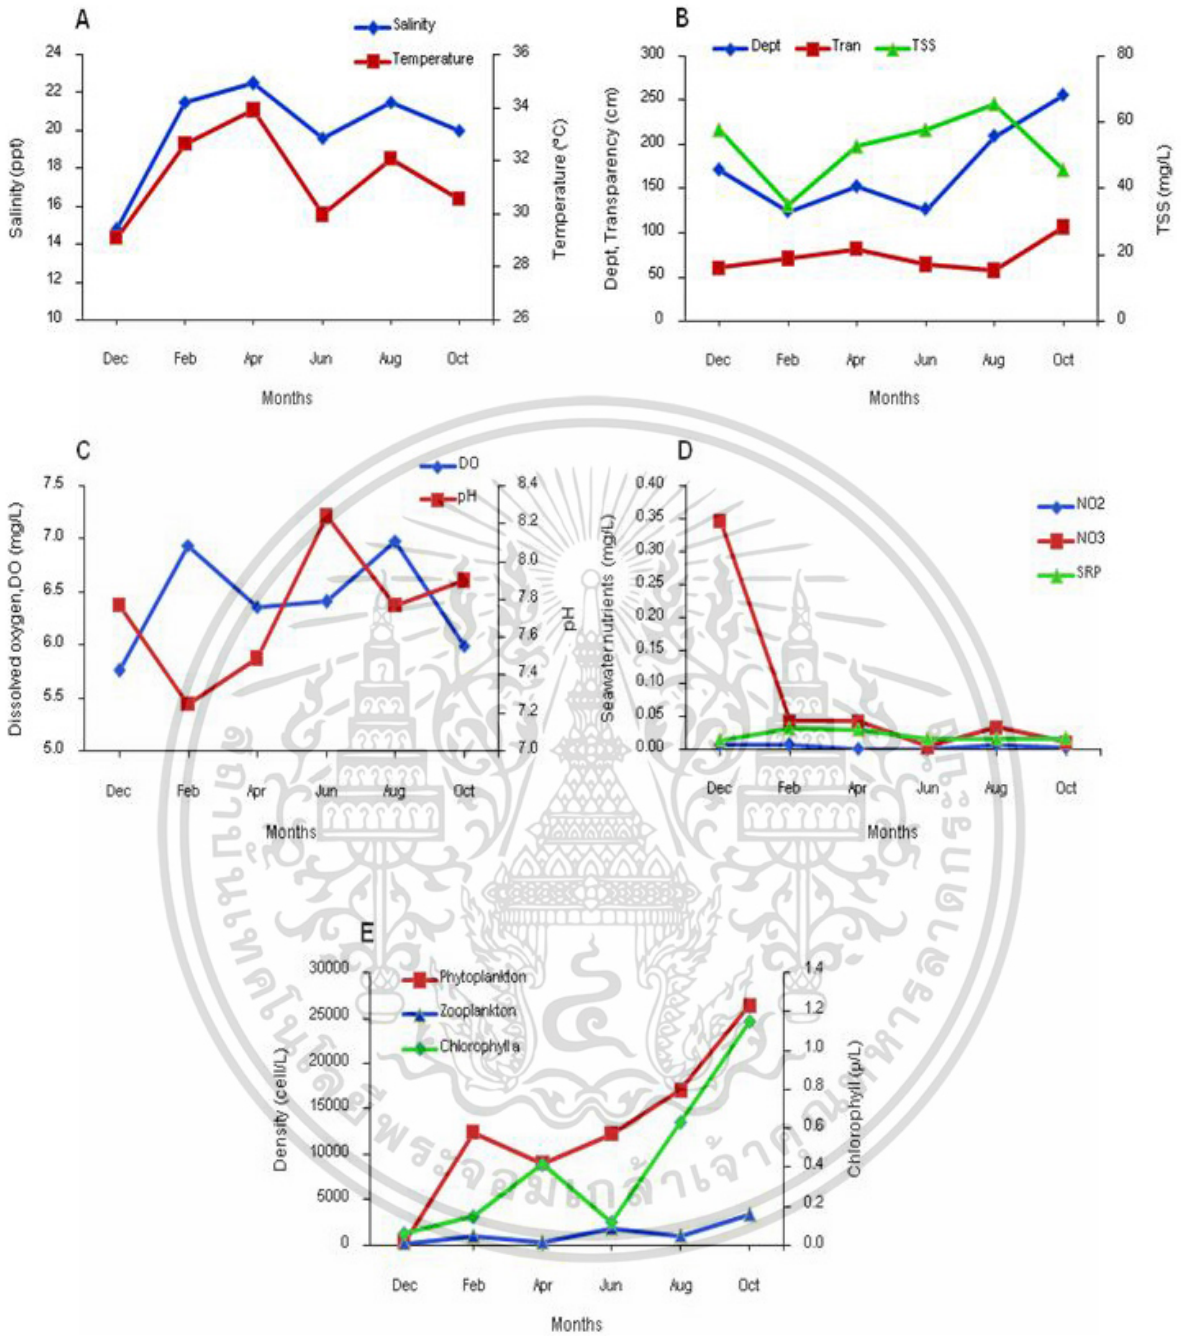 A
Salinity
Temperature
Salinity (ppt)
24
22
20
18
16
14
12
10
36
34
32
30
28
26
Temperature (ºC)
Dec Feb Apr Jun Aug Oct
Months
B
Dept Tran TSS
Dept, Transparency (cm)
300
250
200
150
100
50
0
80
60
40
20
0
TSS (mg/L)
Dec Feb Apr Jun Aug Oct
Months
C
DO
pH
Dissolved oxygen,DO (mg/L)
7.5
7.0
6.5
6.0
5.5
5.0
8.4
8.2
8.0
7.8
7.6
7.4
7.2
7.0
pH
Dec Feb Apr Jun Aug Oct
Months
D
NO2
NO3
SRP
Seawater nutrients (mg/L)
0.40
0.35
0.30
0.25
0.20
0.15
0.10
0.05
0.00
Dec Feb Apr Jun Aug Oct
Months
E
Phytoplankton
Zooplankton
Chlorophyll a
Density (cell/L)
30000
25000
20000
15000
10000
5000
0
1.4
1.2
1.0
0.8
0.6
0.4
0.2
0.0
Chlorophyll (µ/L)
Dec Feb Apr Jun Aug Oct
Months